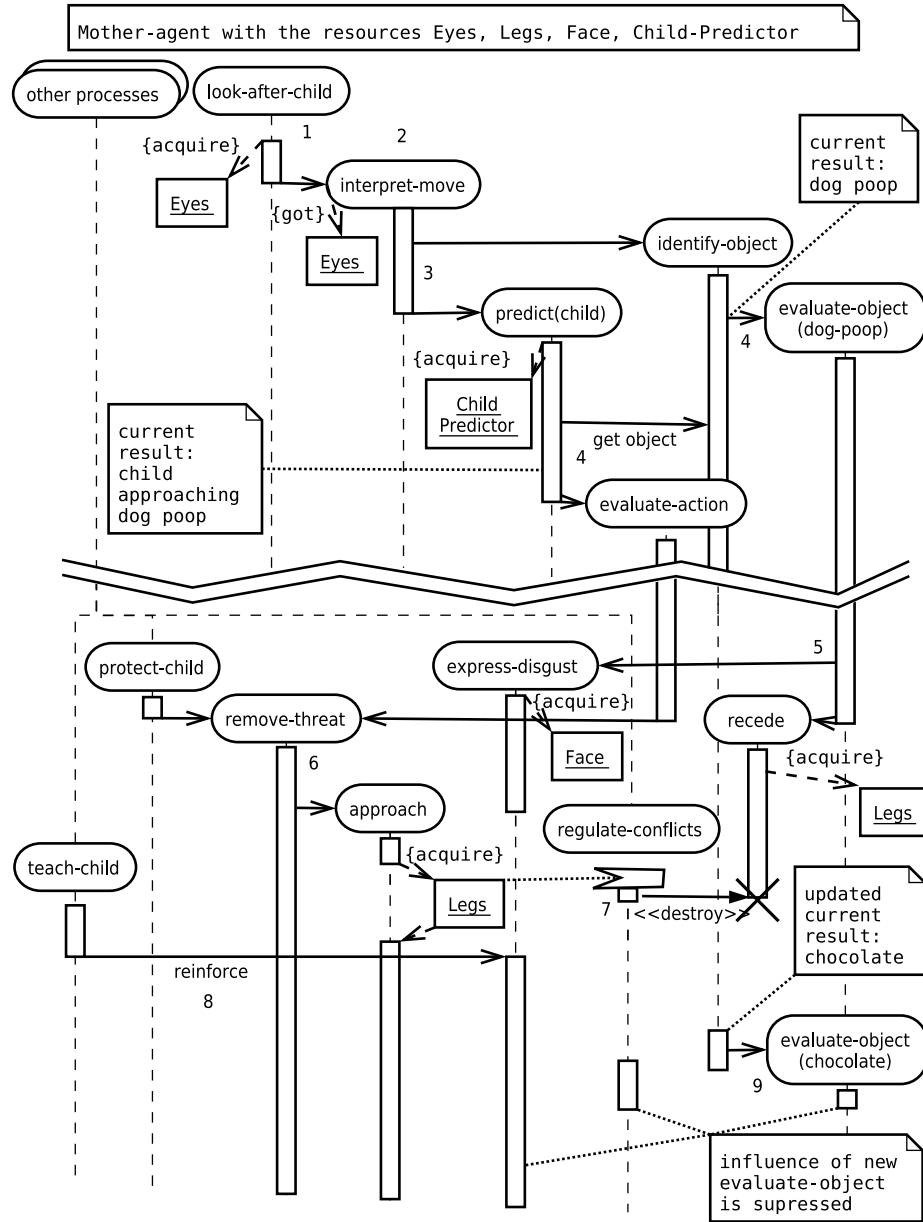 Mother-agent with the resources Eyes, Legs, Face, Child-Predictor
other processes
look-after-child
1
2
{acquire}
Eyes
interpret-move
{got}
Eyes
3
current
result:
dog poop
identify-object
evaluate-object
(dog-poop)
4
predict(child)
{acquire}
Child
Predictor
get object
4
current
result:
child
approaching
dog poop
evaluate-action
5
protect-child
express-disgust
{acquire}
remove-threat
Face
recede
{acquire}
Legs
6
approach
regulate-conflicts
{acquire}
teach-child
Legs
7
<<destroy>>
updated
current
result:
chocolate
reinforce
8
evaluate-object
(chocolate)
9
influence of new
evaluate-object
is supressed